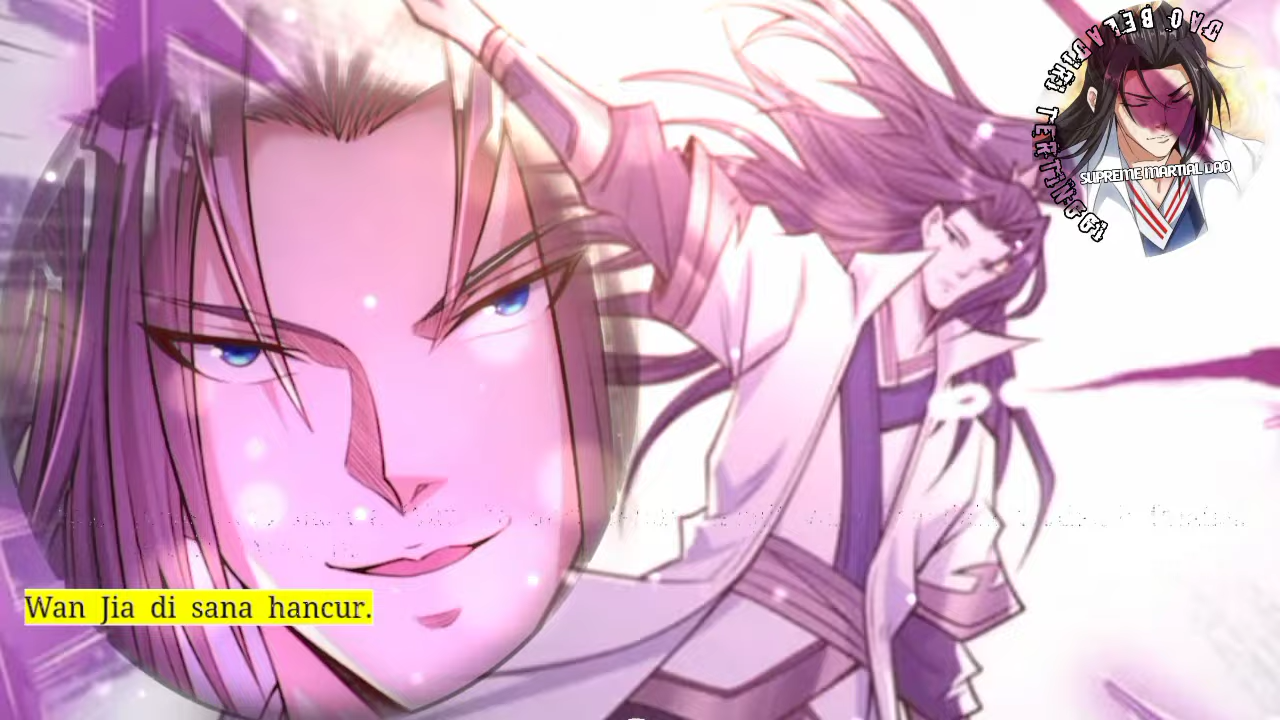 DAO BELADIRI TERTINGGI
SUPREME MARTIAL DAO
Wan Jia di sana hancur.